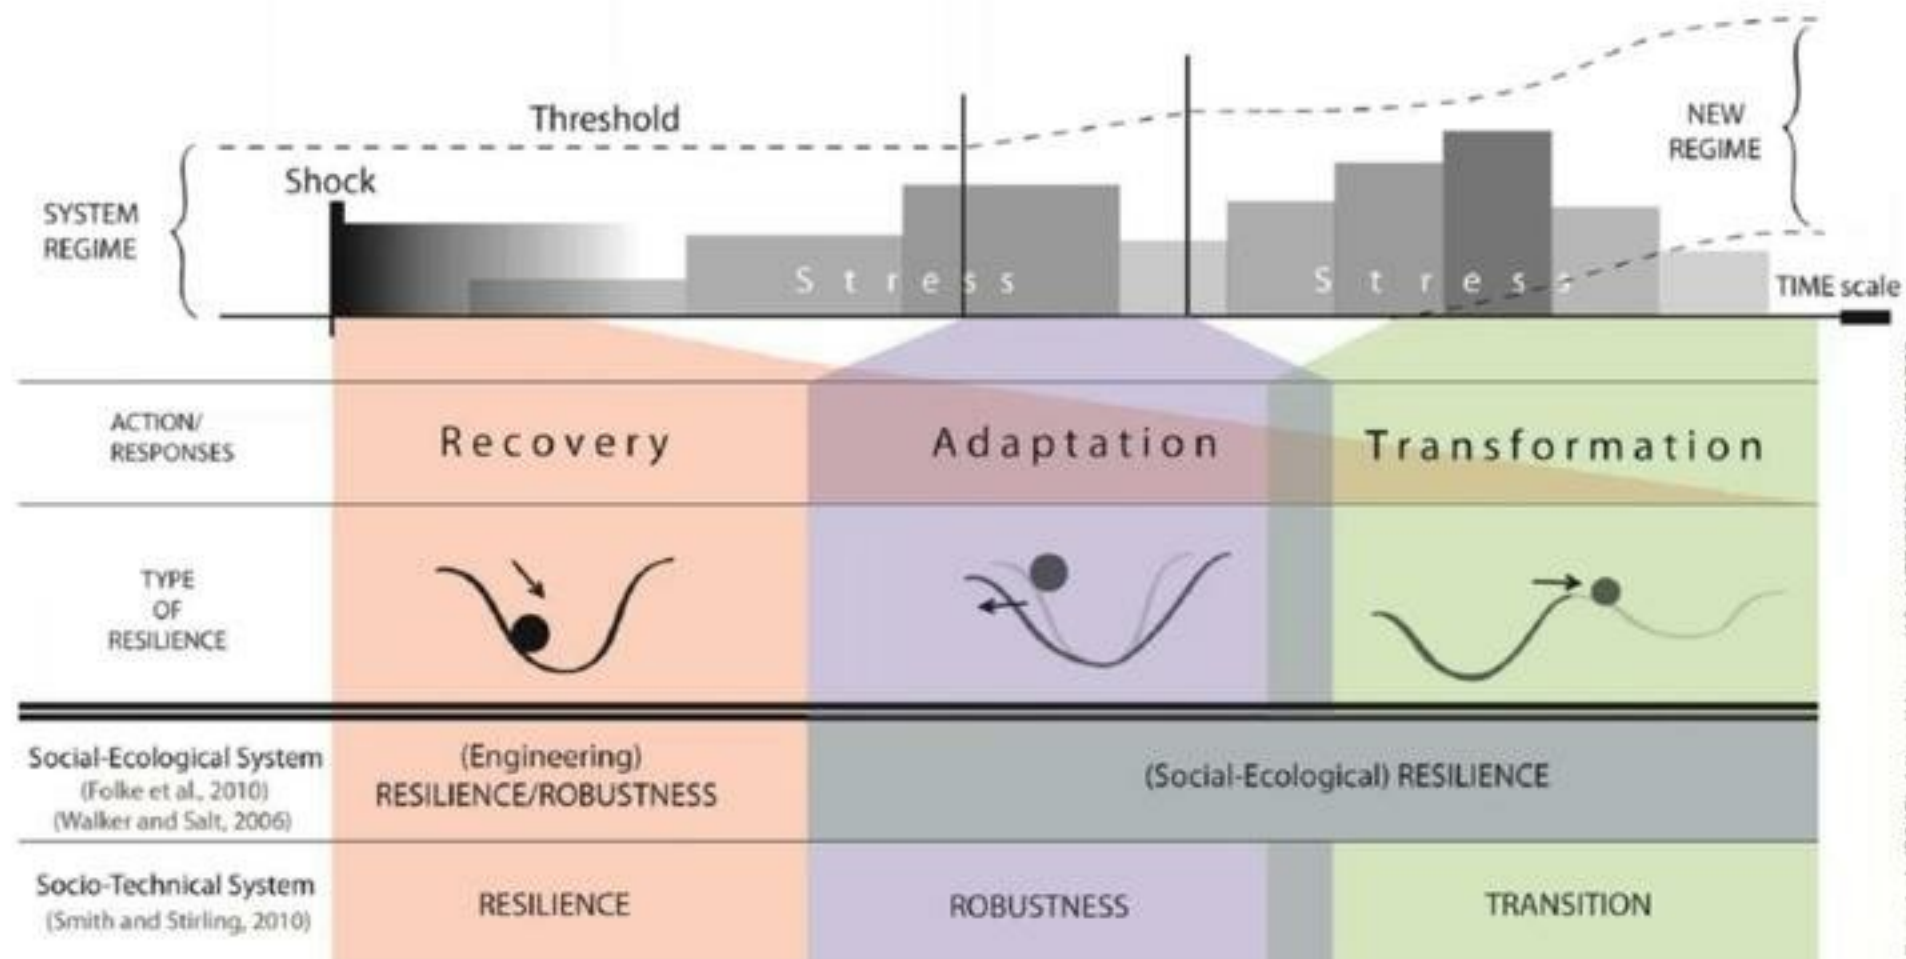 Threshold
Shock
SYSTEM
REGIME
NEW
REGIME
Stress
Stress
TIME scale
ACTION/
RESPONSES
Recovery
Adaptation
Transformation
TYPE
OF
RESILIENCE
Social-Ecological System
(Folke et al., 2010)
(Walker and Salt, 2006)
(Engineering)
RESILIENCE/ROBUSTNESS
(Social-Ecological) RESILIENCE
Socio-Technical System
(Smith and Stirling, 2010)
RESILIENCE
ROBUSTNESS
TRANSITION